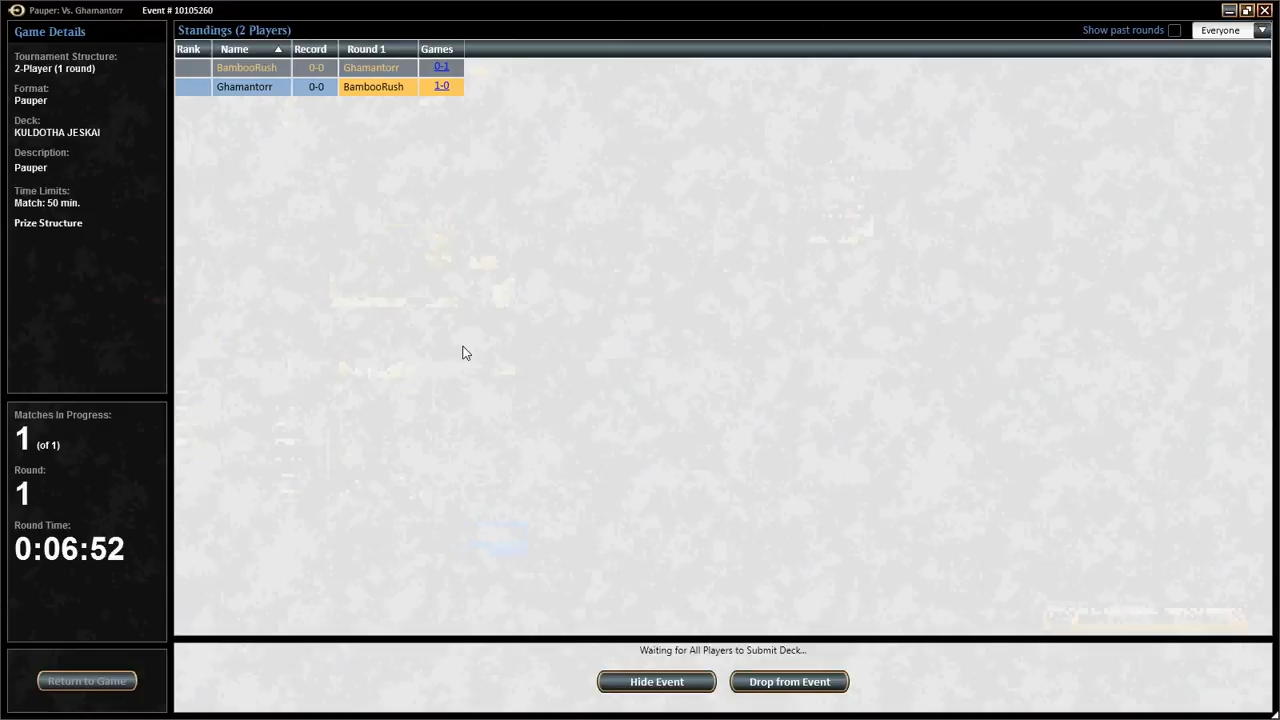 Pauper: Vs. Ghamantorr Event # 10105260
Game Details
Tournament Structure:
2-Player (1 round)
Format:
Pauper
Deck:
KULDOTHA JESKAI
Description:
Pauper
Time Limits:
Match: 50 min.
Prize Structure
Matches In Progress:
1 (of 1)
Round:
1
Round Time:
0:06:52
Return to Game
Standings (2 Players) Show past rounds Everyone
Rank Name Record Round 1 Games
BambooRush 0-0 Ghamantorr 0-1
Ghamantorr 0-0 BambooRush 1-0
Waiting for All Players to Submit Deck...
Hide Event Drop from Event